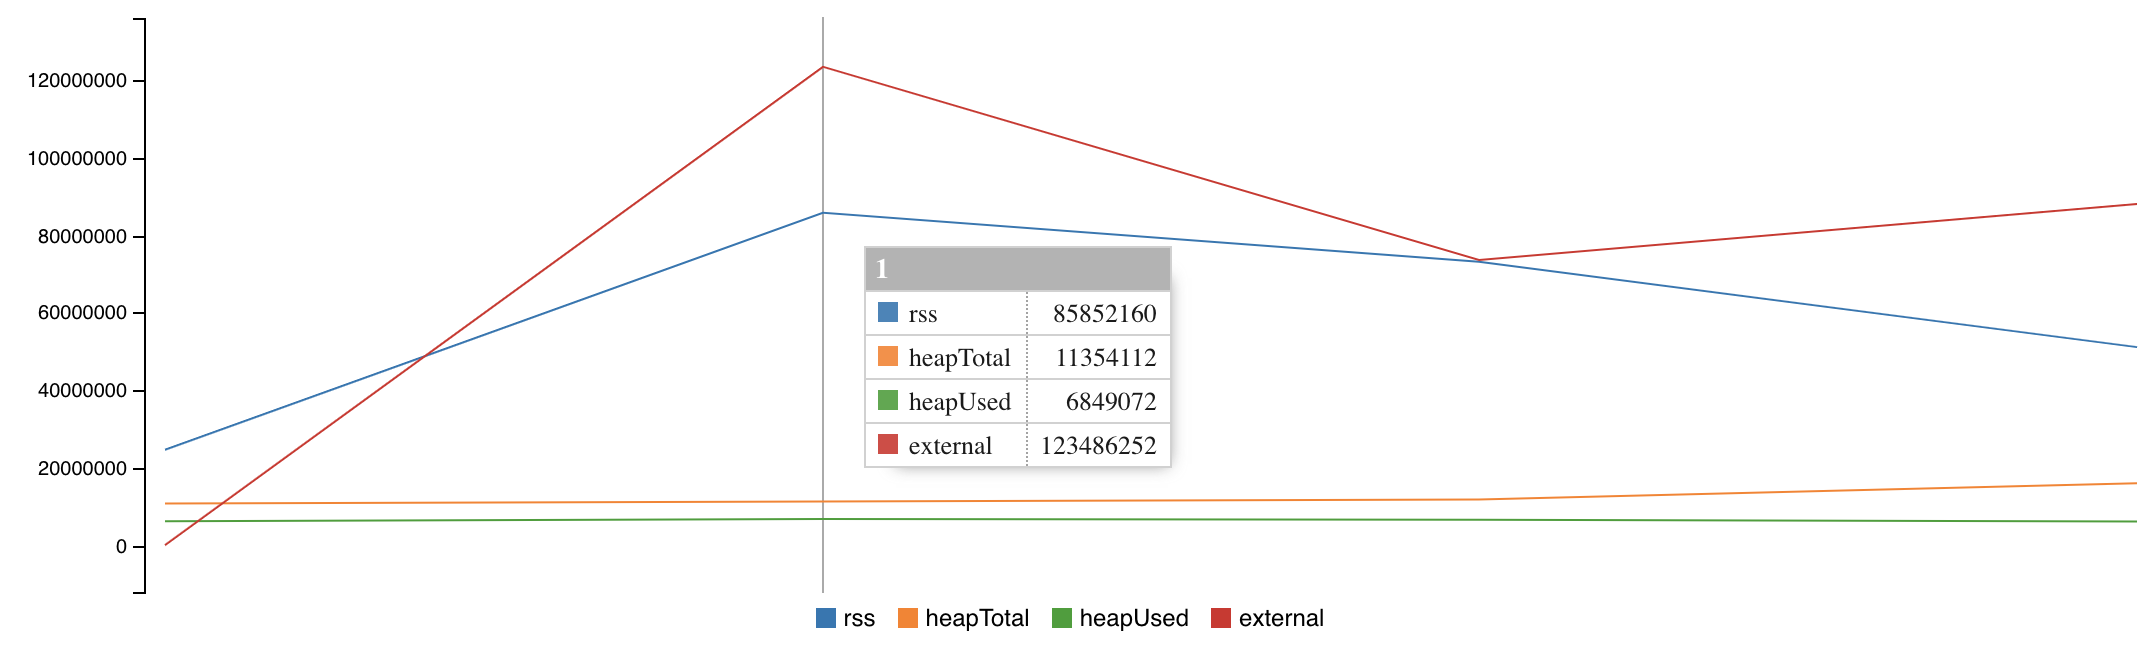 120000000
100000000
80000000
60000000
40000000
20000000
0
1
rss 85852160
heapTotal 11354112
heapUsed 6849072
external 123486252
rss heapTotal heapUsed external